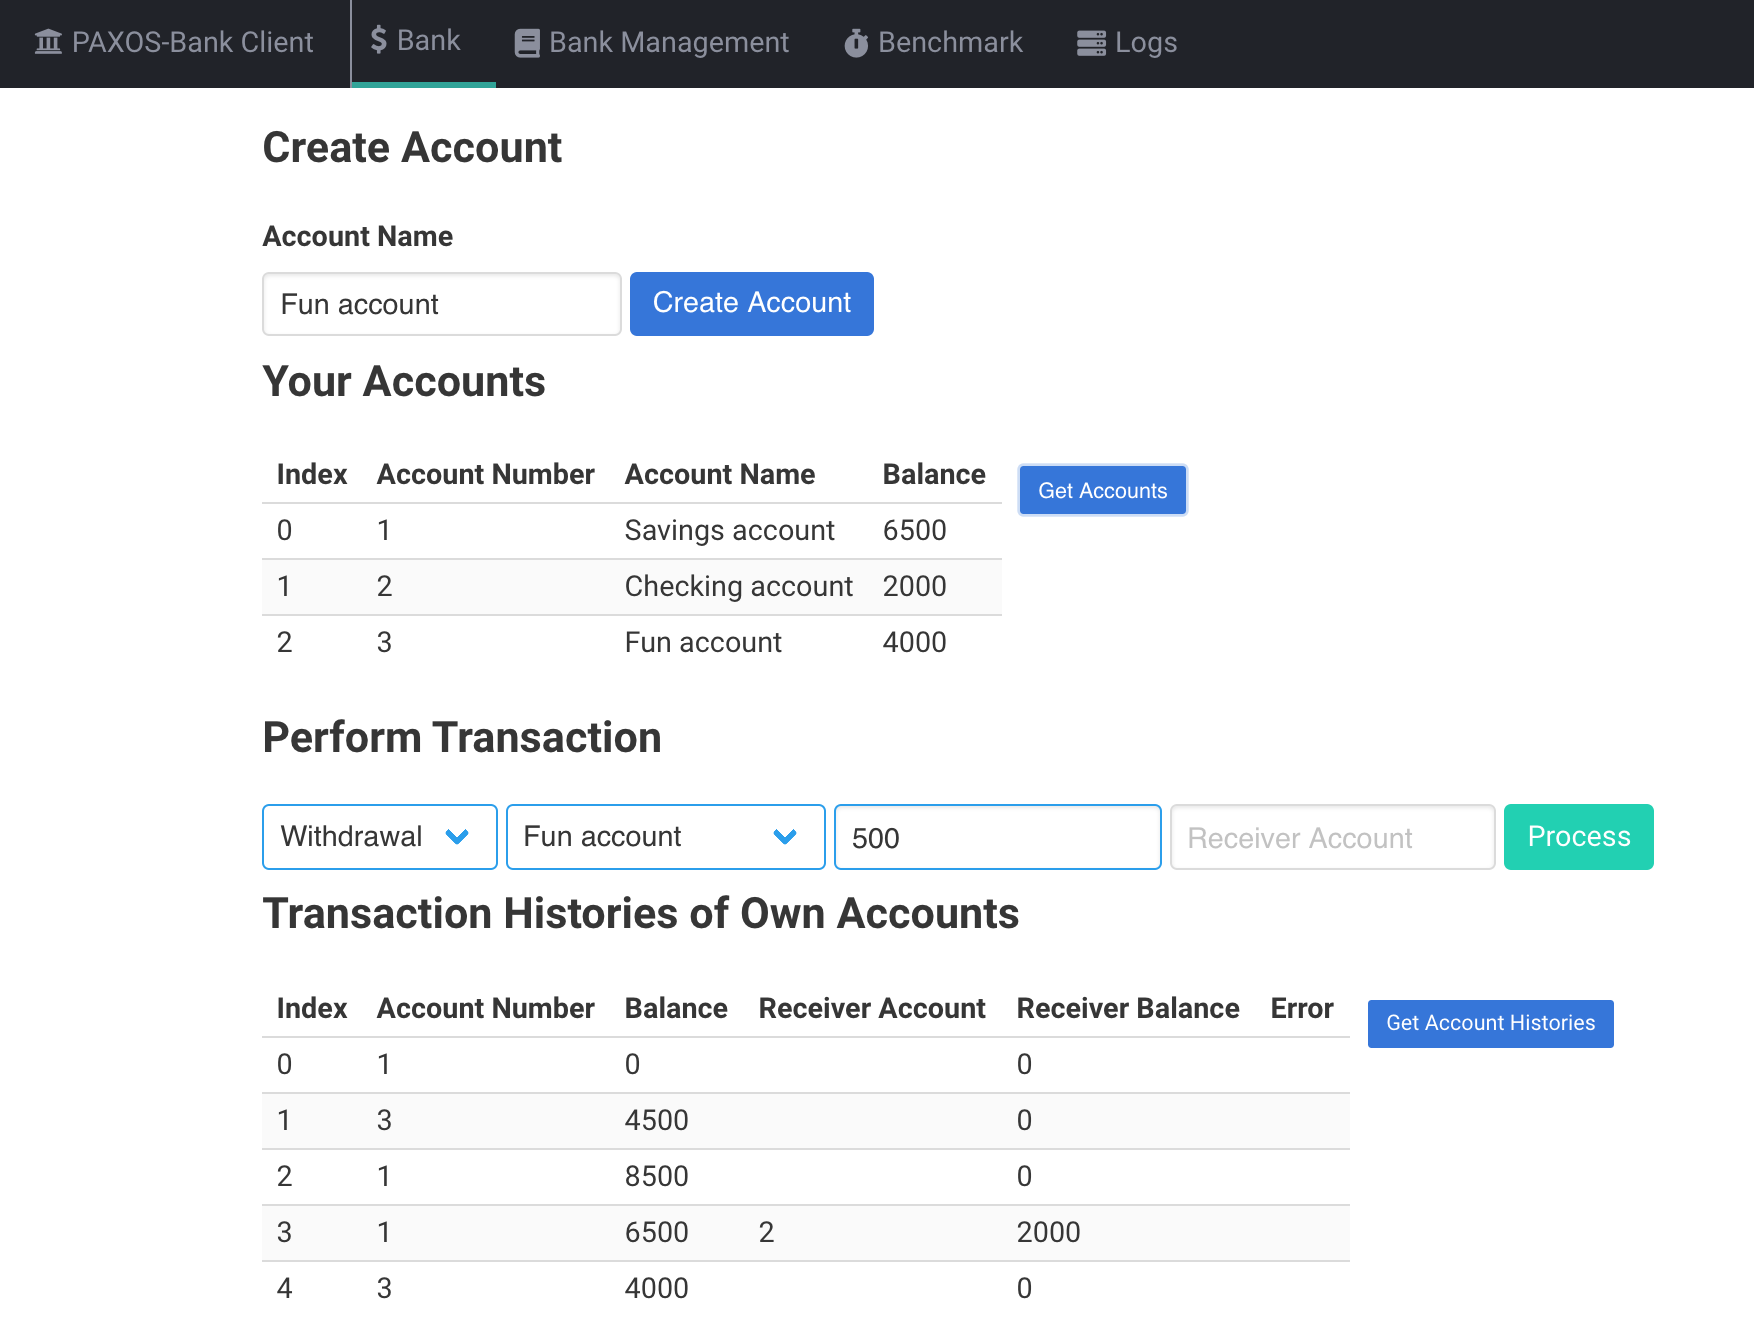 PAXOS-Bank Client Bank Bank Management Benchmark Logs
Create Account
Account Name
Fun account Create Account
Your Accounts
Index Account Number Account Name Balance Get Accounts
0 1 Savings account 6500
1 2 Checking account 2000
2 3 Fun account 4000
Perform Transaction
Withdrawal Fun account 500 Receiver Account Process
Transaction Histories of Own Accounts
Index Account Number Balance Receiver Account Receiver Balance Error Get Account Histories
0 1 0 0
1 3 4500 0
2 1 8500 0
3 1 6500 2 2000
4 3 4000 0